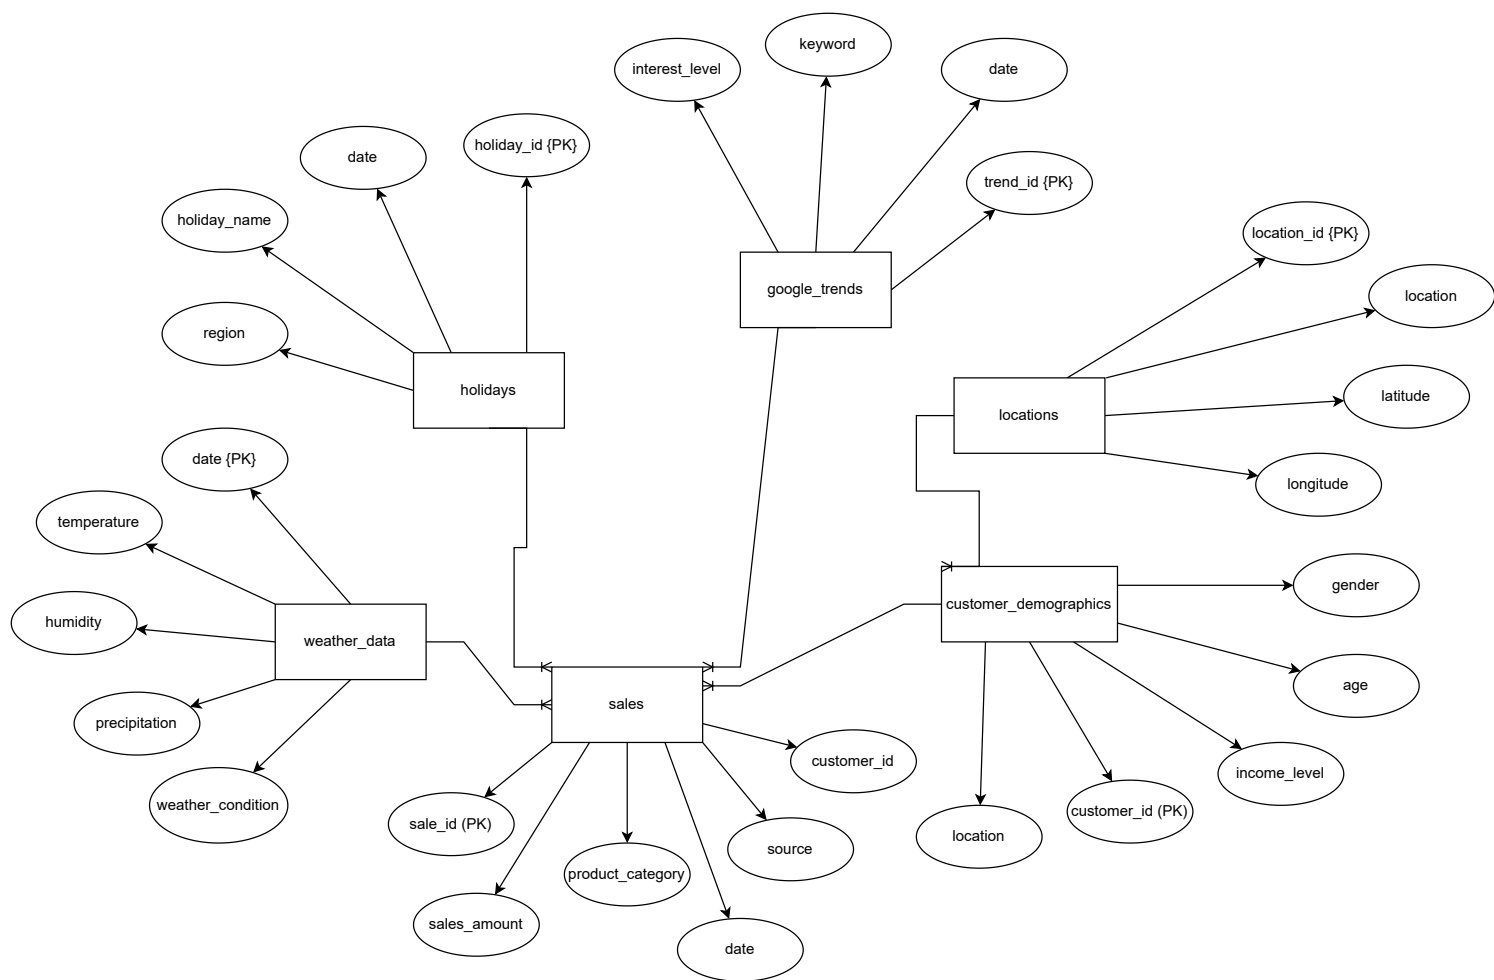 keyword
interest_level
date
holiday_id {PK}
date
trend_id {PK}
holiday_name
location_id {PK}
google_trends
location
region
holidays
latitude
locations
date {PK}
longitude
temperature
gender
customer_demographics
humidity
weather_data
age
sales
precipitation
customer_id
income_level
weather_condition
customer_id (PK)
sale_id (PK)
location
source
product_category
sales_amount
date